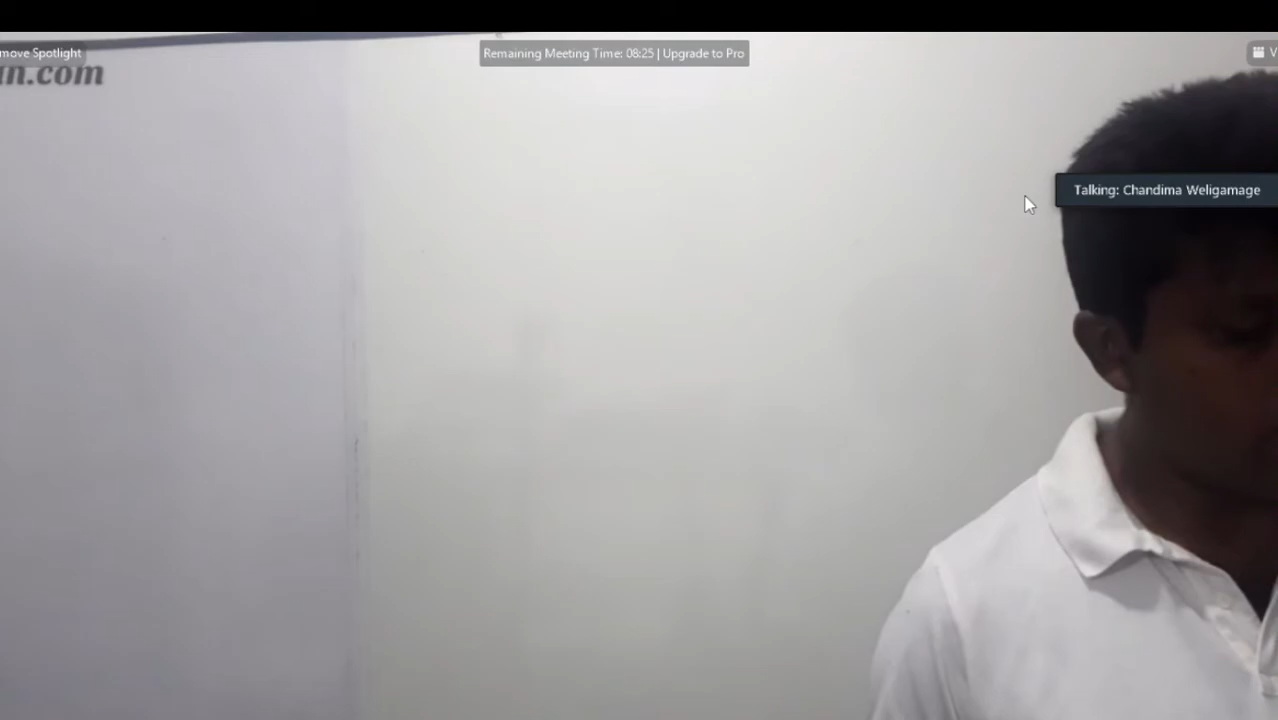 move Spotlight
Remaining Meeting Time: 08:25 | Upgrade to Pro
n.com
Talking: Chandima Weligamage